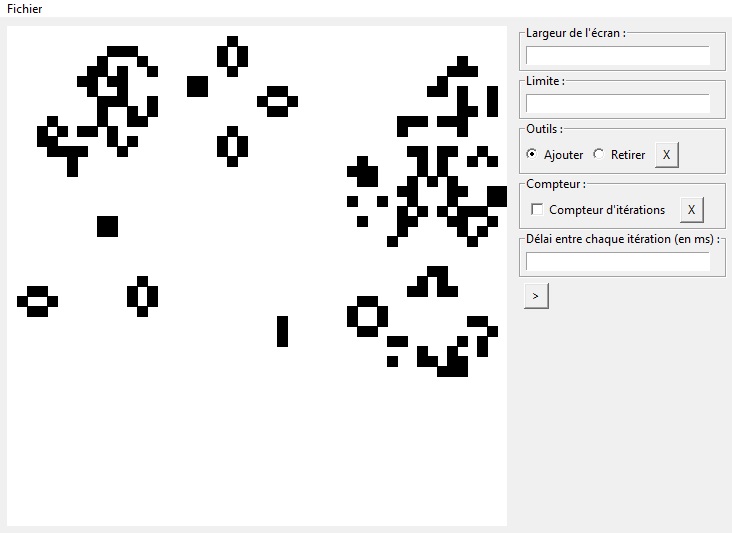 Fichier
Largeur de l'écran :
Limite :
Outils :
Ajouter
Retirer
X
Compteur :
Compteur d'itérations
X
Délai entre chaque itération (en ms) :
>